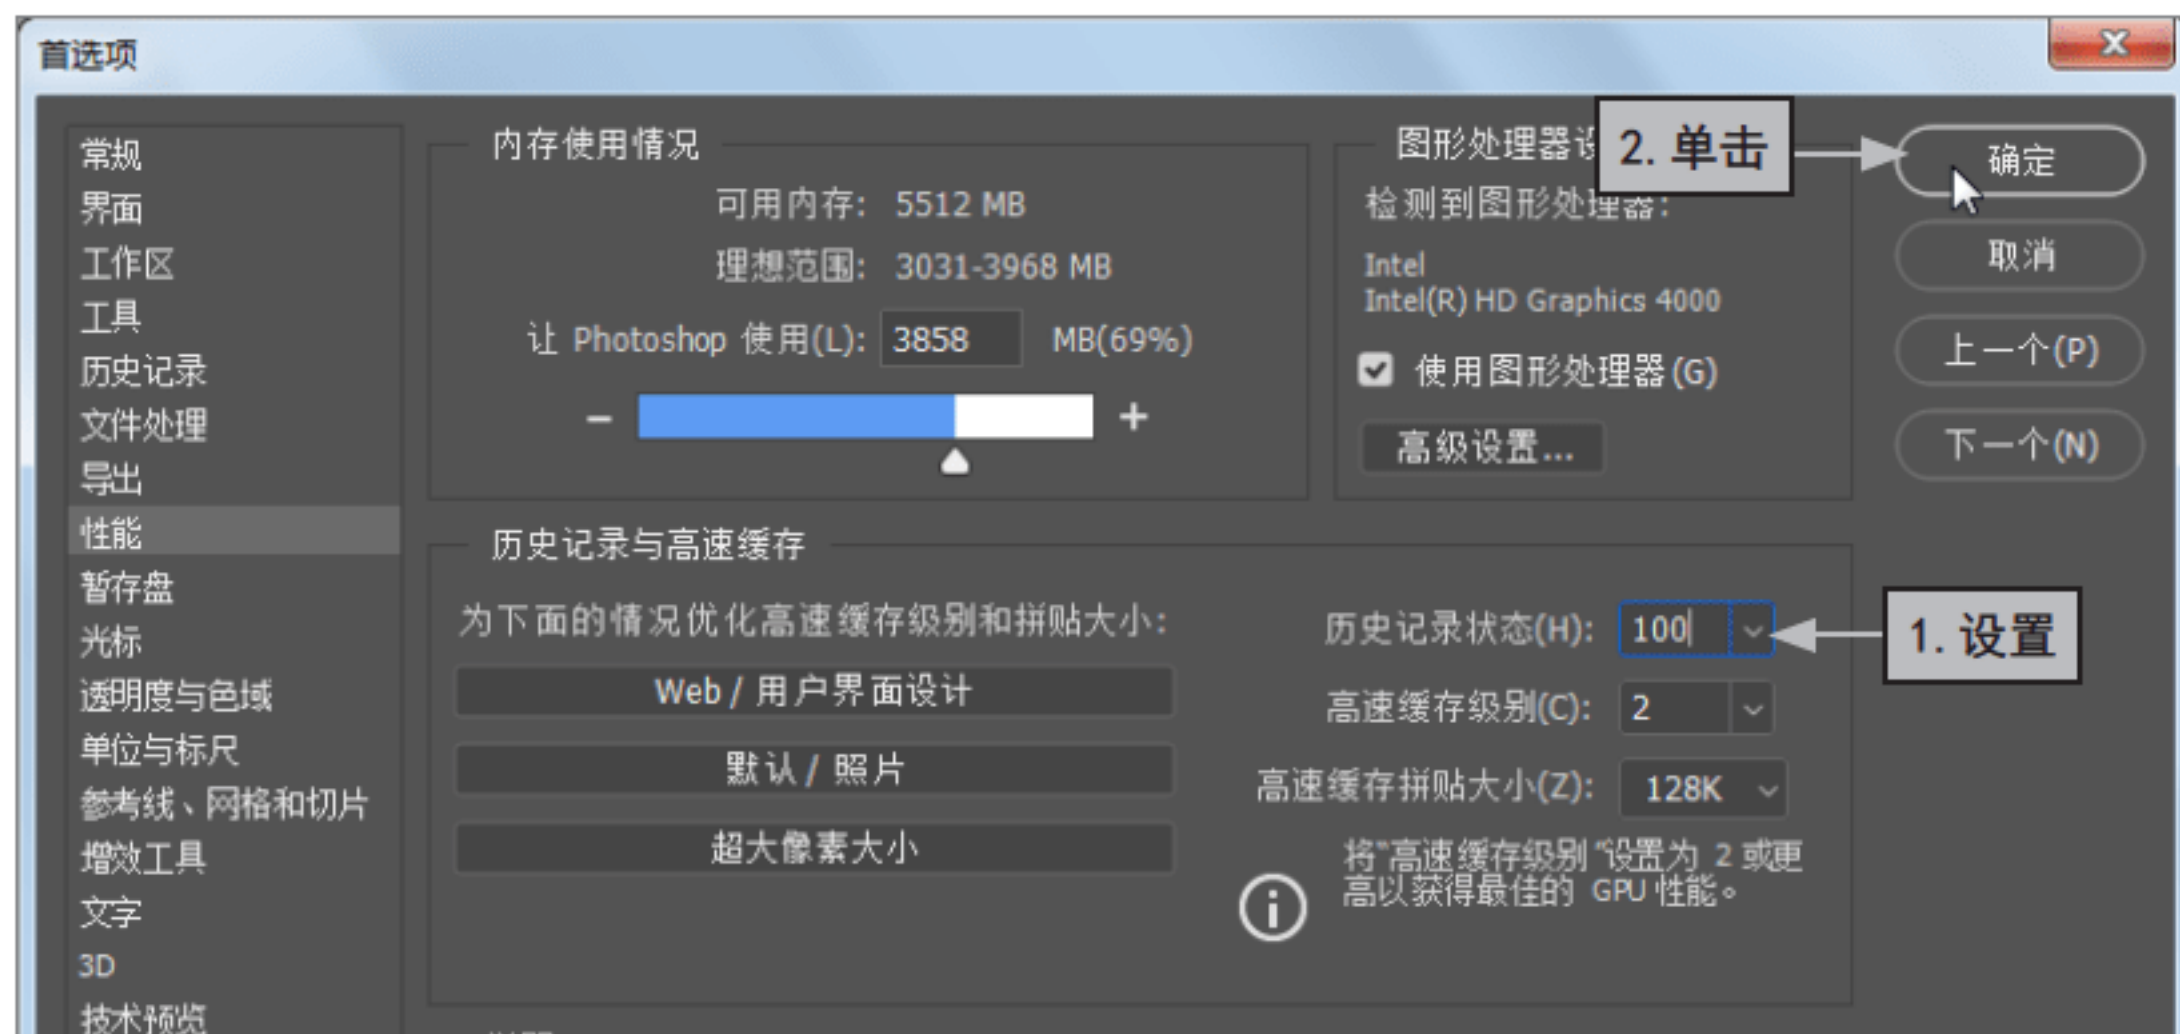 首选项
常规
界面
工作区
工具
历史记录
文件处理
导出
性能
暂存盘
光标
透明度与色域
单位与标尺
参考线、网格和切片
增效工具
文字
3D
技术预览
内存使用情况
可用内存: 5512 MB
理想范围: 3031-3968 MB
让 Photoshop 使用(L): 3858 MB(69%)
− +
图形处理器设
检测到图形处理器:
Intel
Intel(R) HD Graphics 4000
使用图形处理器(G)
高级设置...
2. 单击
确定
取消
上一个(P)
下一个(N)
历史记录与高速缓存
为下面的情况优化高速缓存级别和拼贴大小:
Web / 用户界面设计
默认 / 照片
超大像素大小
历史记录状态(H): 100
1. 设置
高速缓存级别(C): 2
高速缓存拼贴大小(Z): 128K
将"高速缓存级别"设置为 2 或更
高以获得最佳的 GPU 性能。